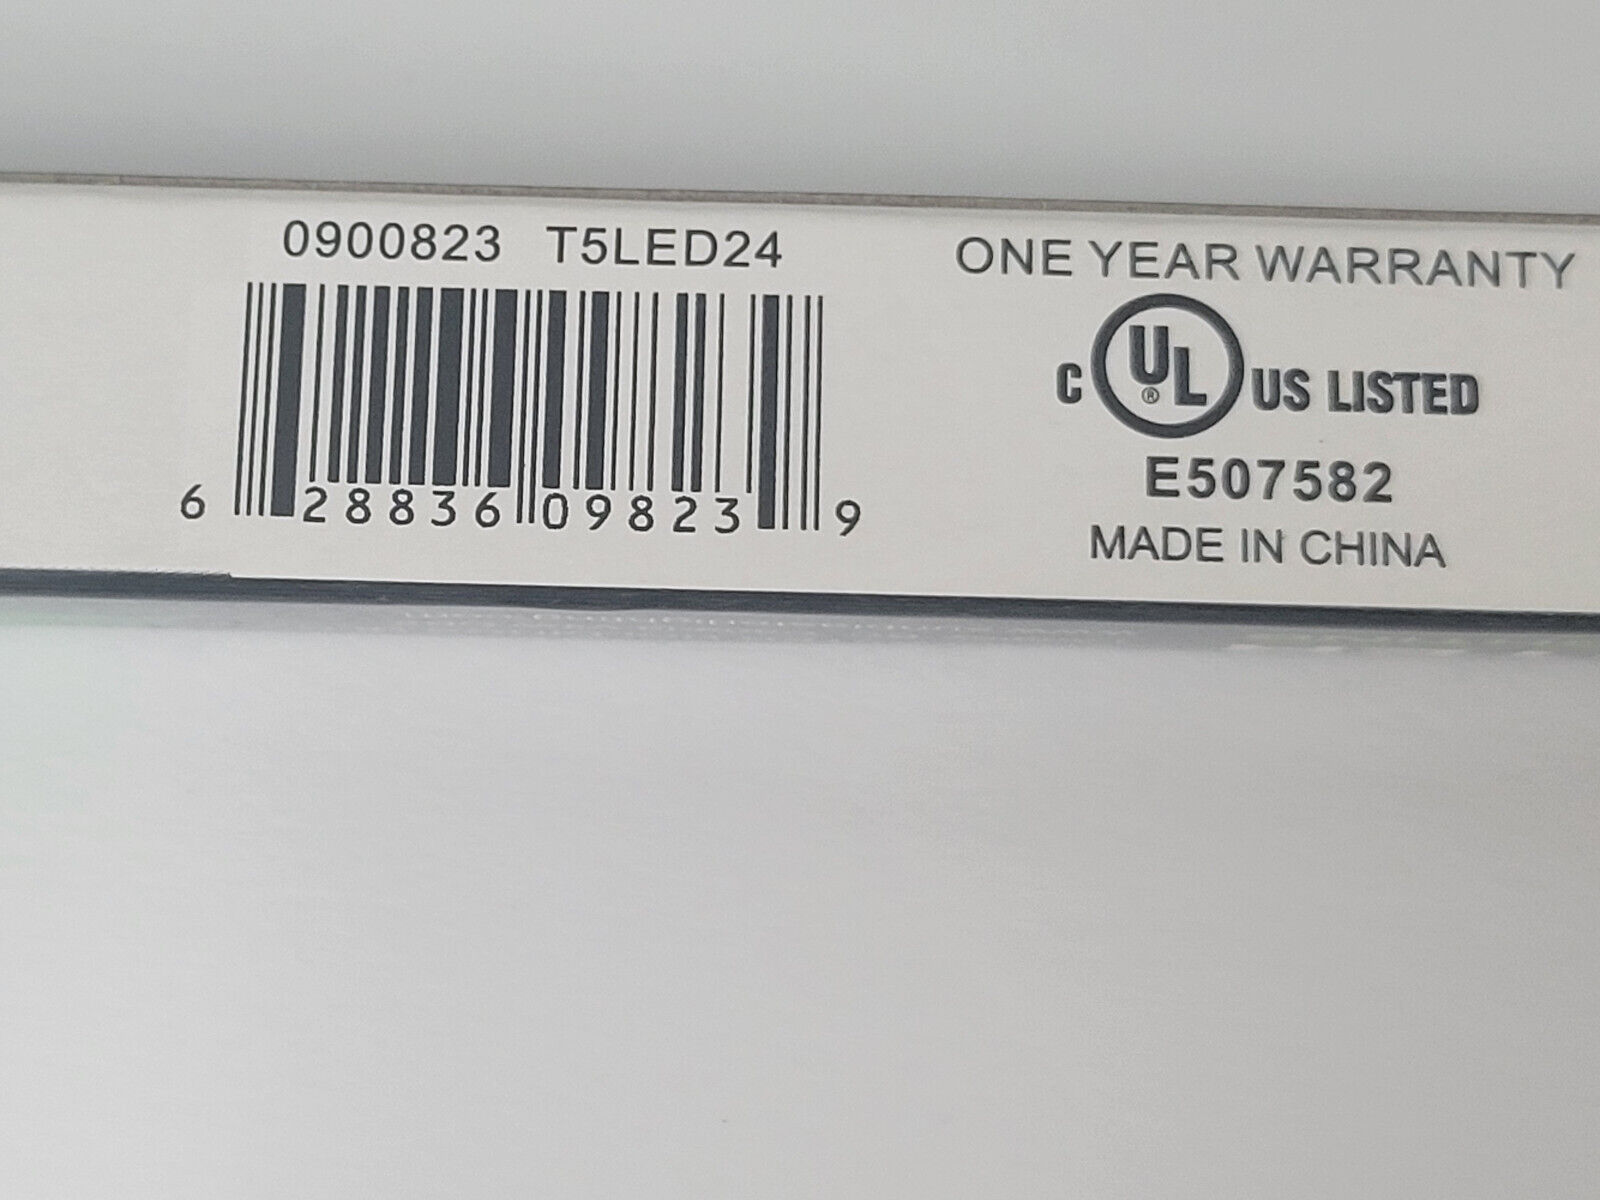 0900823 T5LED24
6 28836 09823 9
ONE YEAR WARRANTY
C UL® US LISTED
E507582
MADE IN CHINA